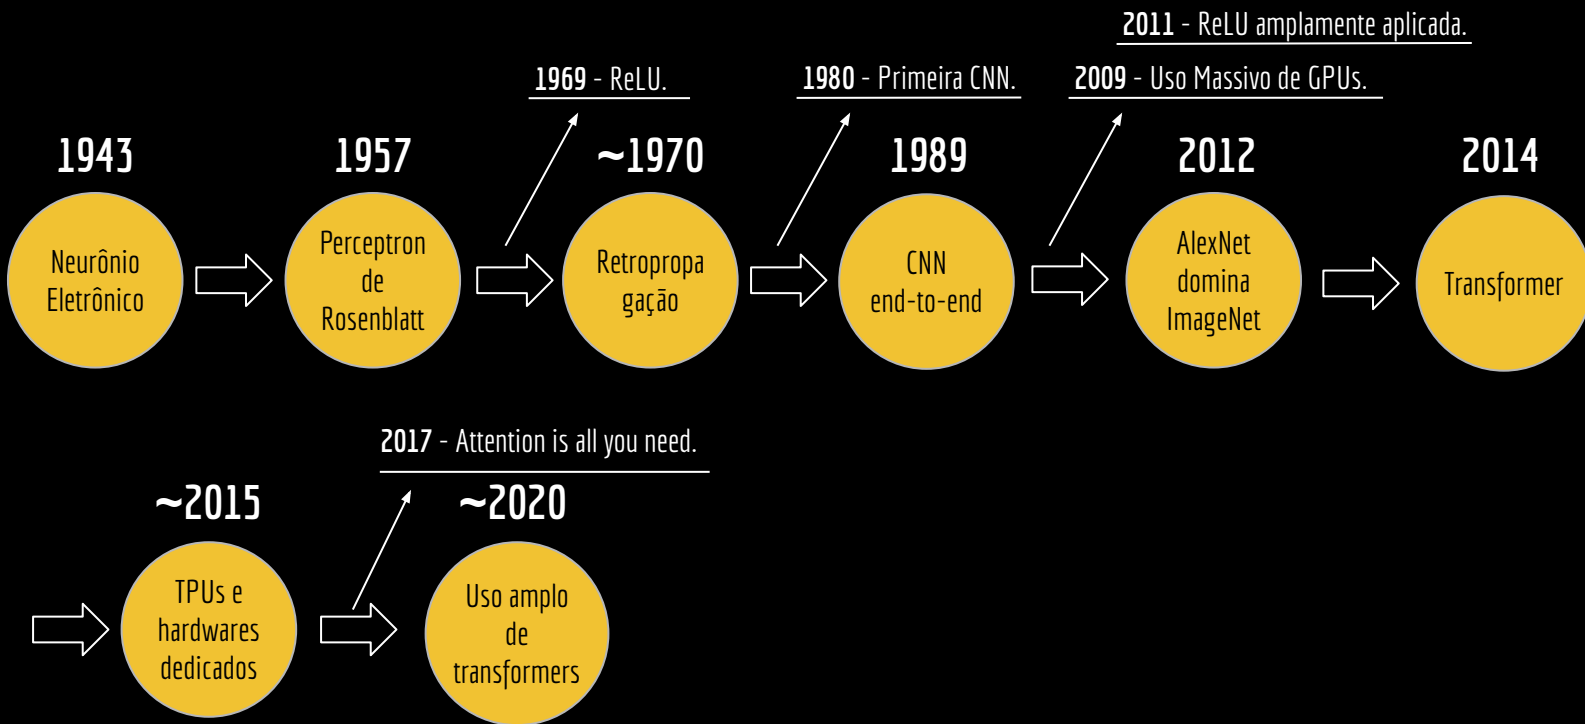 2011 - ReLU amplamente aplicada.
1969 - ReLU.
1980 - Primeira CNN.
2009 - Uso Massivo de GPUs.
1943
1957
~1970
1989
2012
2014
Neurônio
Eletrônico
Perceptron
de
Rosenblatt
Retropropa
gação
CNN
end-to-end
AlexNet
domina
ImageNet
Transformer
2017 - Attention is all you need.
~2015
~2020
TPUs e
hardwares
dedicados
Uso amplo
de
transformers